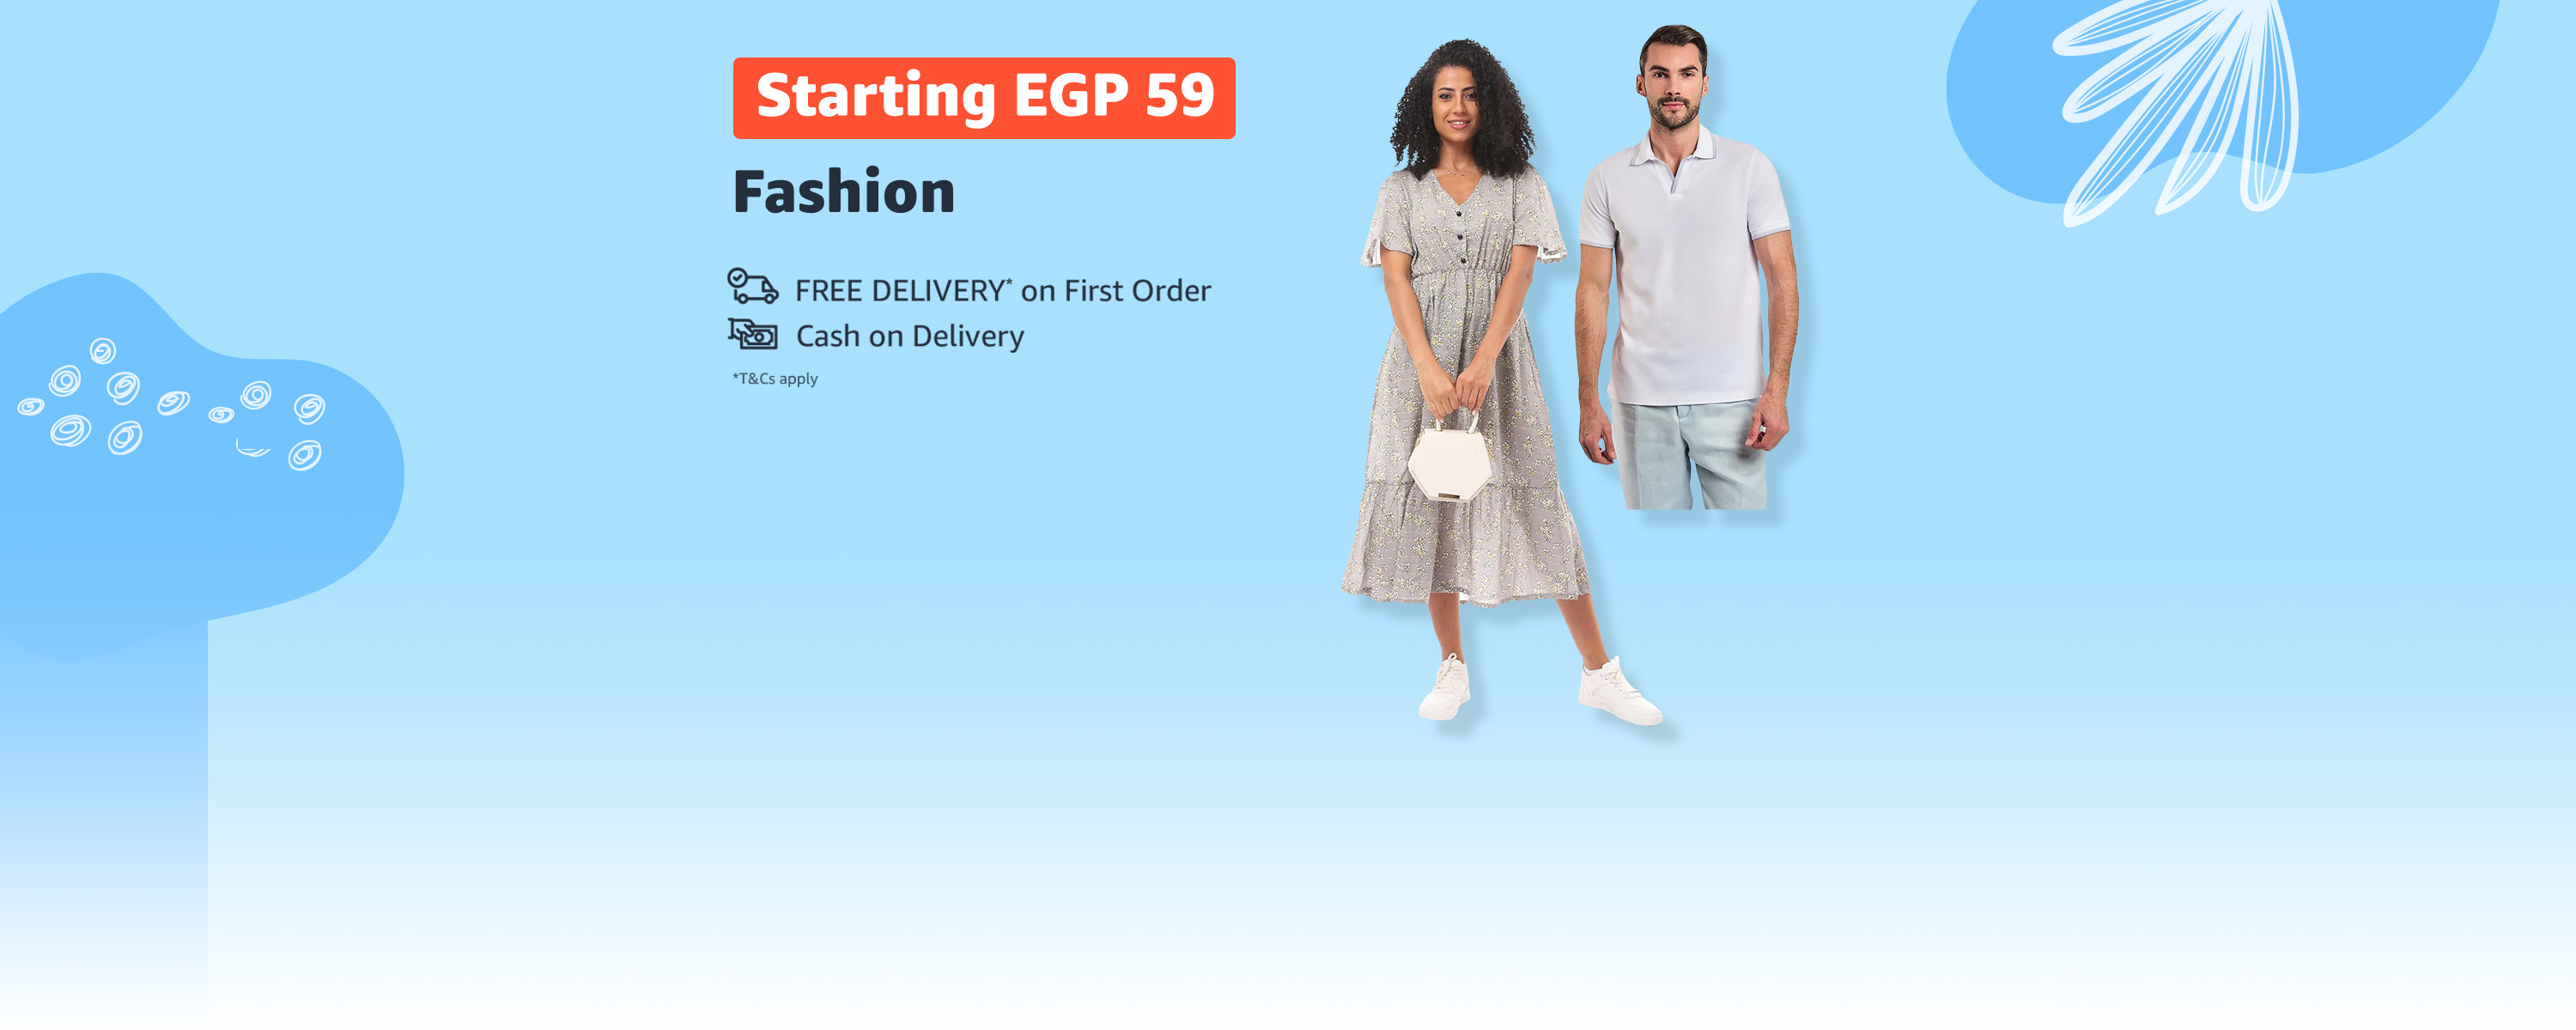 Starting EGP 59
Fashion
FREE DELIVERY* on First Order
Cash on Delivery
*T&Cs apply